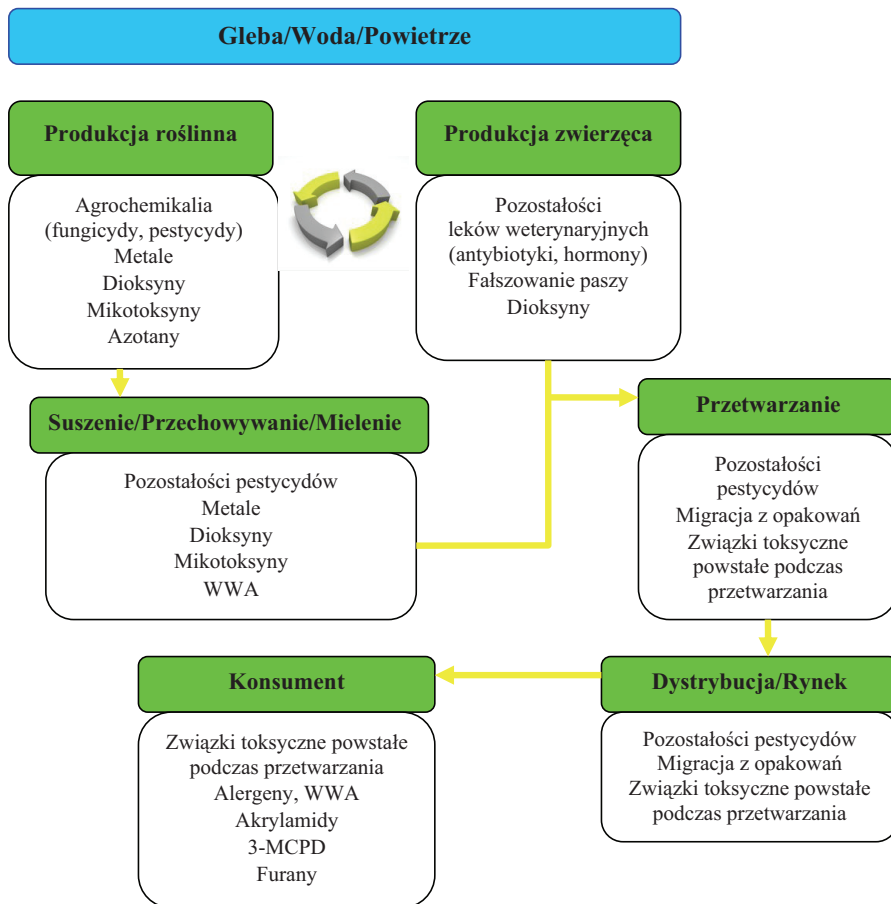 Gleba/Woda/Powietrze
Produkcja roślinna
Agrochemikalia
(fungicydy, pestycydy)
Metale
Dioksyny
Mikotoksyny
Azotany
Produkcja zwierzęca
Pozostałości
leków weterynaryjnych
(antybiotyki, hormony)
Fałszowanie paszy
Dioksyny
Suszenie/Przechowywanie/Mielenie
Pozostałości pestycydów
Metale
Dioksyny
Mikotoksyny
WWA
Przetwarzanie
Pozostałości
pestycydów
Migracja z opakowań
Związki toksyczne
powstałe podczas
przetwarzania
Dystrybucja/Rynek
Pozostałości pestycydów
Migracja z opakowań
Związki toksyczne powstałe
podczas przetwarzania
Konsument
Związki toksyczne powstałe
podczas przetwarzania
Alergeny, WWA
Akrylamidy
3-MCPD
Furany